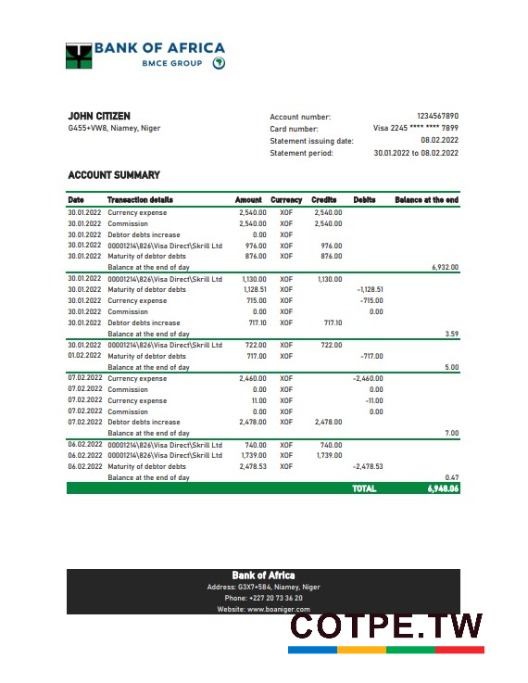 BANK OF AFRICA
BMCE GROUP
JOHN CITIZEN
G455+VW8, Niamey, Niger
Account number: 1234567890
Card number: Visa 2245 **** **** 7899
Statement issuing date: 08.02.2022
Statement period: 30.01.2022 to 08.02.2022
ACCOUNT SUMMARY
Date Transaction details Amount Currency Credits Debits Balance at the end
30.01.2022 Currency expense 2,540.00 XOF 2,540.00
30.01.2022 Commission 2,540.00 XOF 2,540.00
30.01.2022 Debtor debts increase 0.00 XOF
30.01.2022 00001214\826\Visa Direct\Skrill Ltd 976.00 XOF 976.00
30.01.2022 Maturity of debtor debts 876.00 XOF 876.00
Balance at the end of day 6,932.00
30.01.2022 00001214\826\Visa Direct\Skrill Ltd 1,130.00 XOF 1,130.00
30.01.2022 Maturity of debtor debts 1,128.51 XOF -1,128.51
30.01.2022 Currency expense 715.00 XOF -715.00
30.01.2022 Commission 0.00 XOF 0.00
30.01.2022 Debtor debts increase 717.10 XOF 717.10
Balance at the end of day 3.59
30.01.2022 00001214\826\Visa Direct\Skrill Ltd 722.00 XOF 722.00
01.02.2022 Maturity of debtor debts 717.00 XOF -717.00
Balance at the end of day 5.00
07.02.2022 Currency expense 2,460.00 XOF -2,460.00
07.02.2022 Commission 0.00 XOF 0.00
07.02.2022 Currency expense 11.00 XOF -11.00
07.02.2022 Commission 0.00 XOF 0.00
07.02.2022 Debtor debts increase 2,478.00 XOF 2,478.00
Balance at the end of day 7.00
06.02.2022 00001214\826\Visa Direct\Skrill Ltd 740.00 XOF 740.00
06.02.2022 00001214\826\Visa Direct\Skrill Ltd 1,739.00 XOF 1,739.00
06.02.2022 Maturity of debtor debts 2,478.53 XOF -2,478.53
Balance at the end of day 0.47
TOTAL 6,948.06
Bank of Africa
Address: G3X7+5B4, Niamey, Niger
Phone: +227 20 73 36 20
Website: www.boaniger.com
COTPE.TW